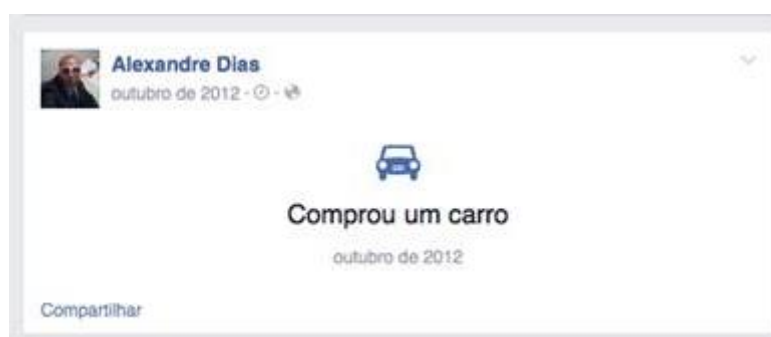 Alexandre Dias
outubro de 2012 · ·
Comprou um carro
outubro de 2012
Compartilhar